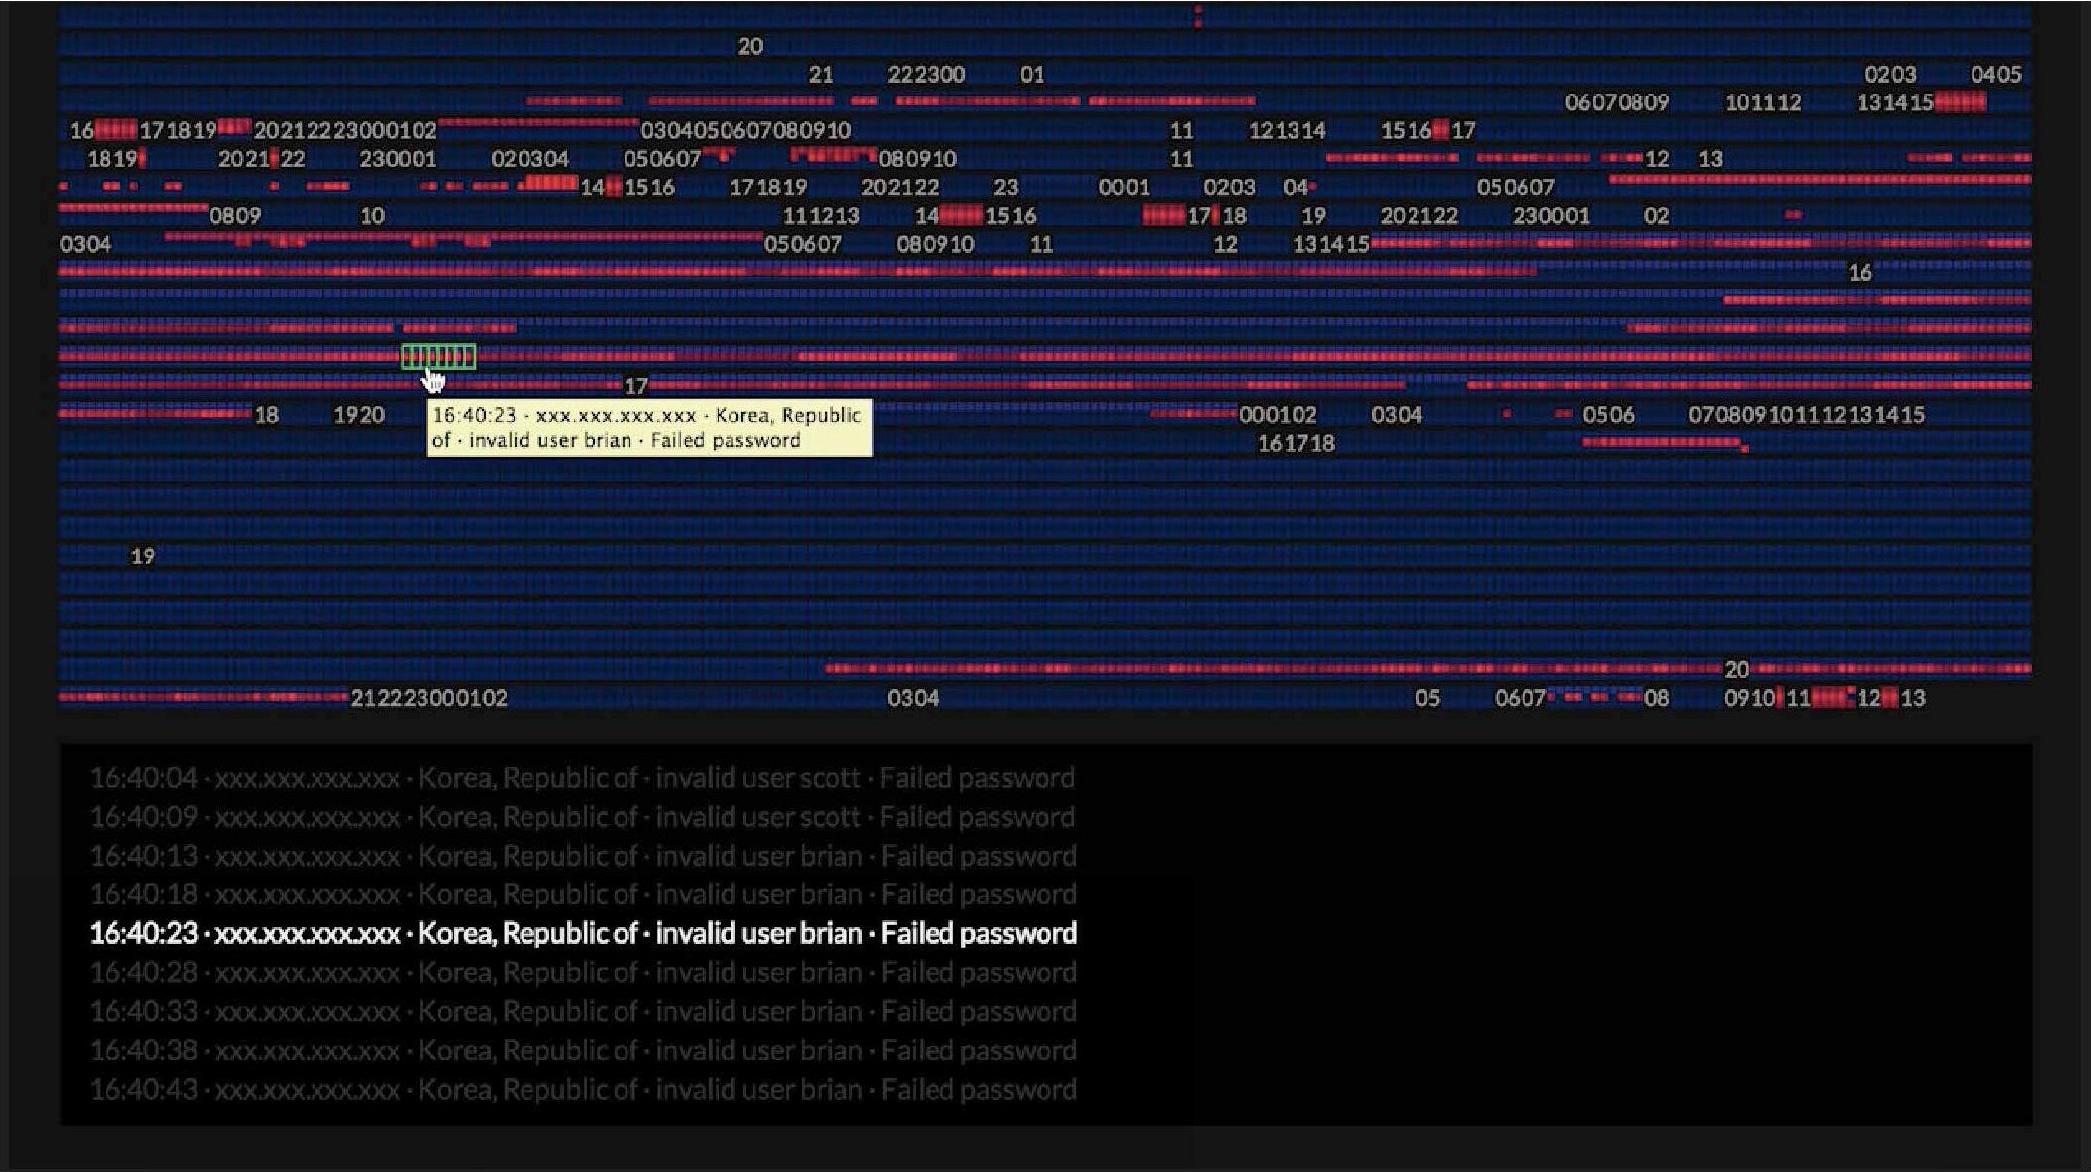 20
21 222300 01 0203 0405
06070809 101112 131415
16 171819 20212223000102 0304050607080910 11 121314 1516 17
1819 2021 22 230001 020304 050607 080910 11 12 13
14 1516 171819 202122 23 0001 0203 04 050607
0809 10 111213 14 1516 17 18 19 202122 230001 02
0304 050607 080910 11 12 131415
16
17
18 1920 000102 0304 0506 070809101112131415
16:40:23 · xxx.xxx.xxx.xxx · Korea, Republic
of · invalid user brian · Failed password
161718
19
20
212223000102 0304 05 0607 08 0910 11 12 13
16:40:04 · xxx.xxx.xxx.xxx · Korea, Republic of · invalid user scott · Failed password
16:40:09 · xxx.xxx.xxx.xxx · Korea, Republic of · invalid user scott · Failed password
16:40:13 · xxx.xxx.xxx.xxx · Korea, Republic of · invalid user brian · Failed password
16:40:18 · xxx.xxx.xxx.xxx · Korea, Republic of · invalid user brian · Failed password
16:40:23 · xxx.xxx.xxx.xxx · Korea, Republic of · invalid user brian · Failed password
16:40:28 · xxx.xxx.xxx.xxx · Korea, Republic of · invalid user brian · Failed password
16:40:33 · xxx.xxx.xxx.xxx · Korea, Republic of · invalid user brian · Failed password
16:40:38 · xxx.xxx.xxx.xxx · Korea, Republic of · invalid user brian · Failed password
16:40:43 · xxx.xxx.xxx.xxx · Korea, Republic of · invalid user brian · Failed password